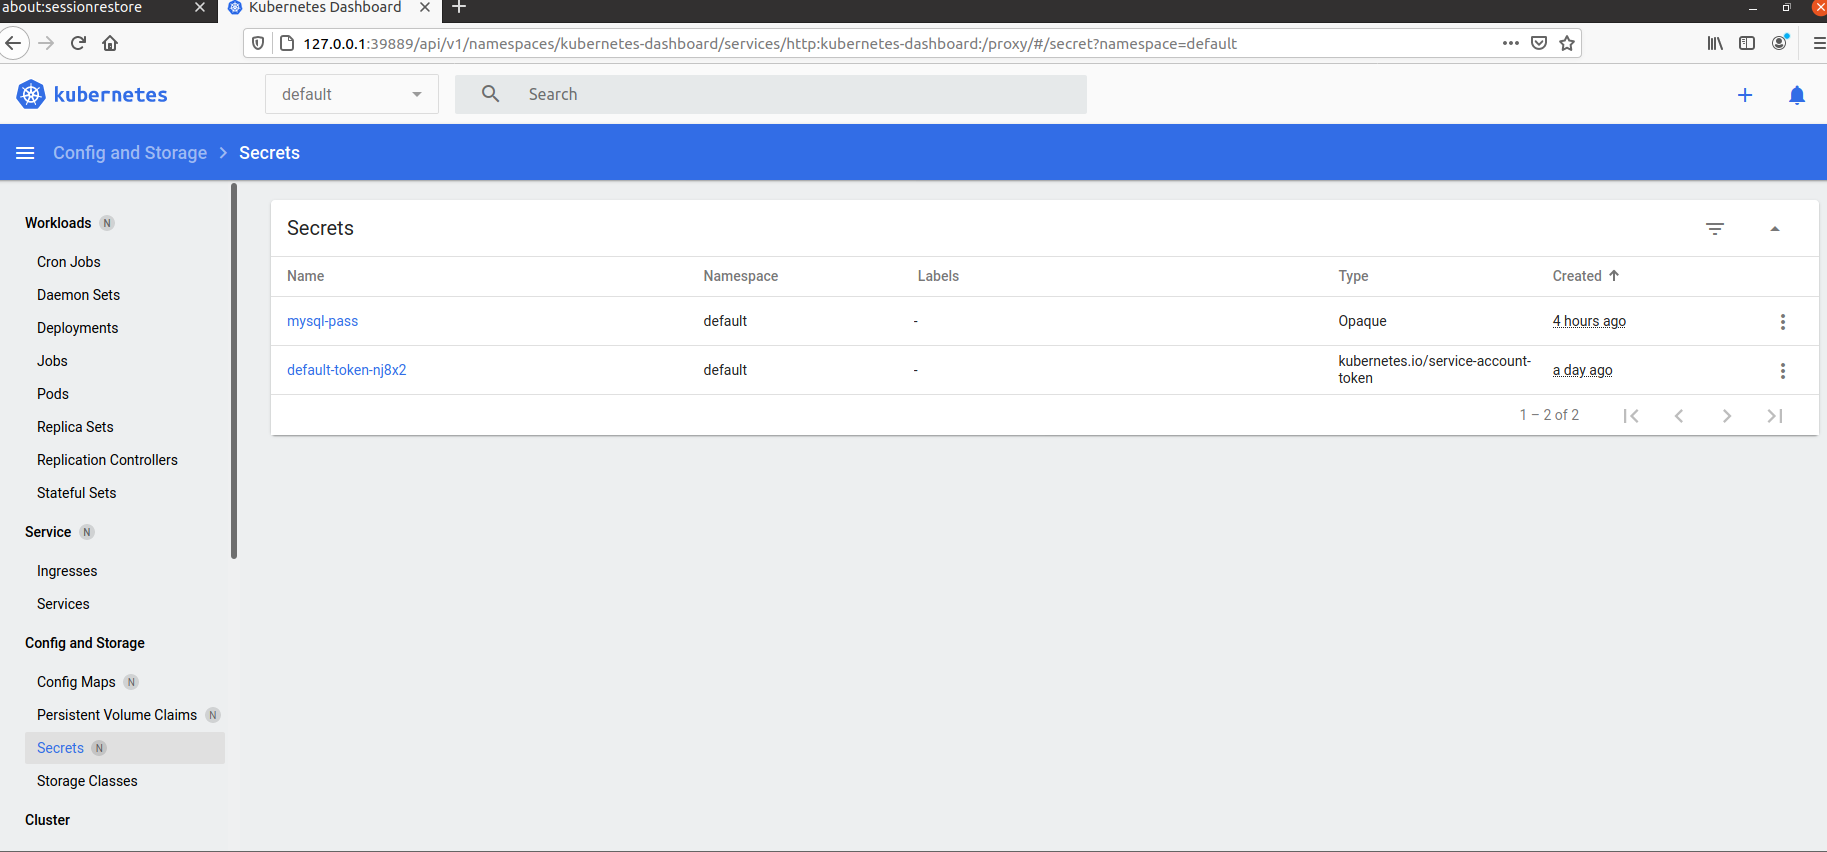 about:sessionrestore
Kubernetes Dashboard
127.0.0.1:39889/api/v1/namespaces/kubernetes-dashboard/services/http:kubernetes-dashboard:/proxy/#/secret?namespace=default
kubernetes
default
Search
Config and Storage
Secrets
Workloads N
Cron Jobs
Daemon Sets
Deployments
Jobs
Pods
Replica Sets
Replication Controllers
Stateful Sets
Service N
Ingresses
Services
Config and Storage
Config Maps N
Persistent Volume Claims N
Secrets N
Storage Classes
Cluster
Secrets
Name Namespace Labels Type Created
mysql-pass default - Opaque 4 hours ago
default-token-nj8x2 default - kubernetes.io/service-account-token a day ago
1 – 2 of 2